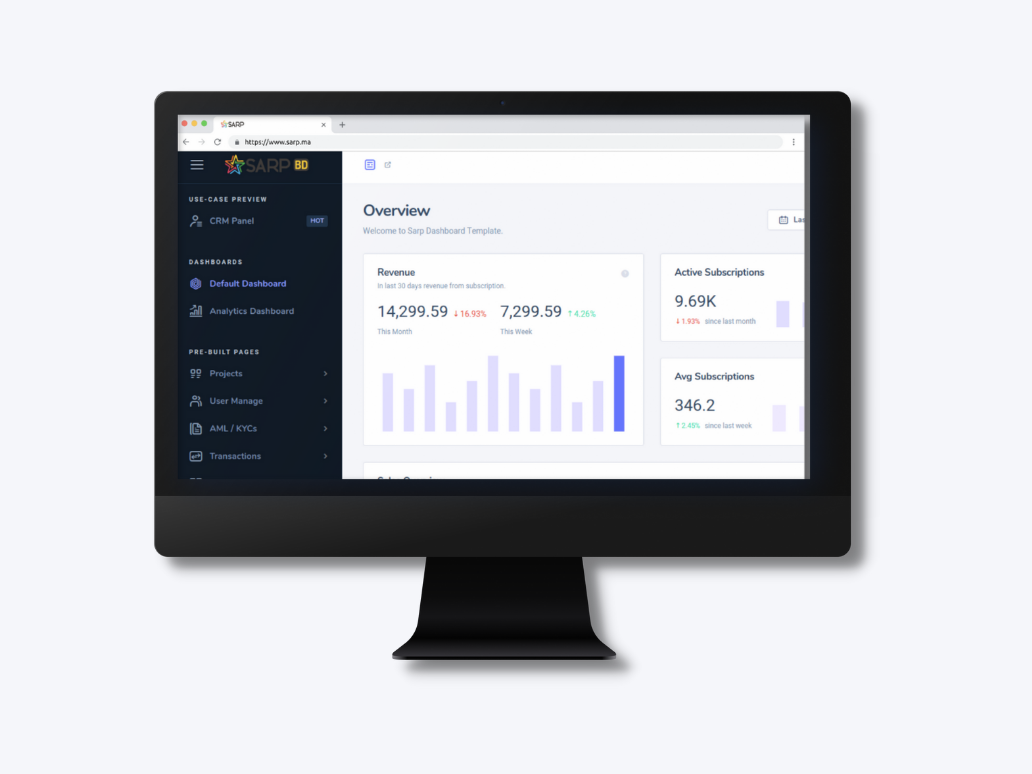 SARP
https://www.sarp.ma
SARP BD
USE-CASE PREVIEW
CRM Panel HOT
DASHBOARDS
Default Dashboard
Analytics Dashboard
PRE-BUILT PAGES
Projects
User Manage
AML / KYCs
Transactions
Overview
Welcome to Sarp Dashboard Template.
Revenue
In last 30 days revenue from subscription.
14,299.59 ↓ 16.93% 7,299.59 ↑ 4.26%
This Month This Week
Active Subscriptions
9.69K
↓ 1.93% since last month
Avg Subscriptions
346.2
↑ 2.45% since last week